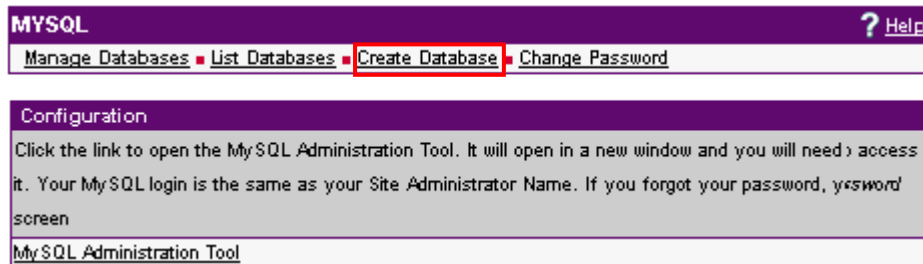 MYSQL ? Help
Manage Databases List Databases Create Database Change Password
Configuration
Click the link to open the MySQL Administration Tool. It will open in a new window and you will need access
it. Your MySQL login is the same as your Site Administrator Name. If you forgot your password,
screen
MySQL Administration Tool